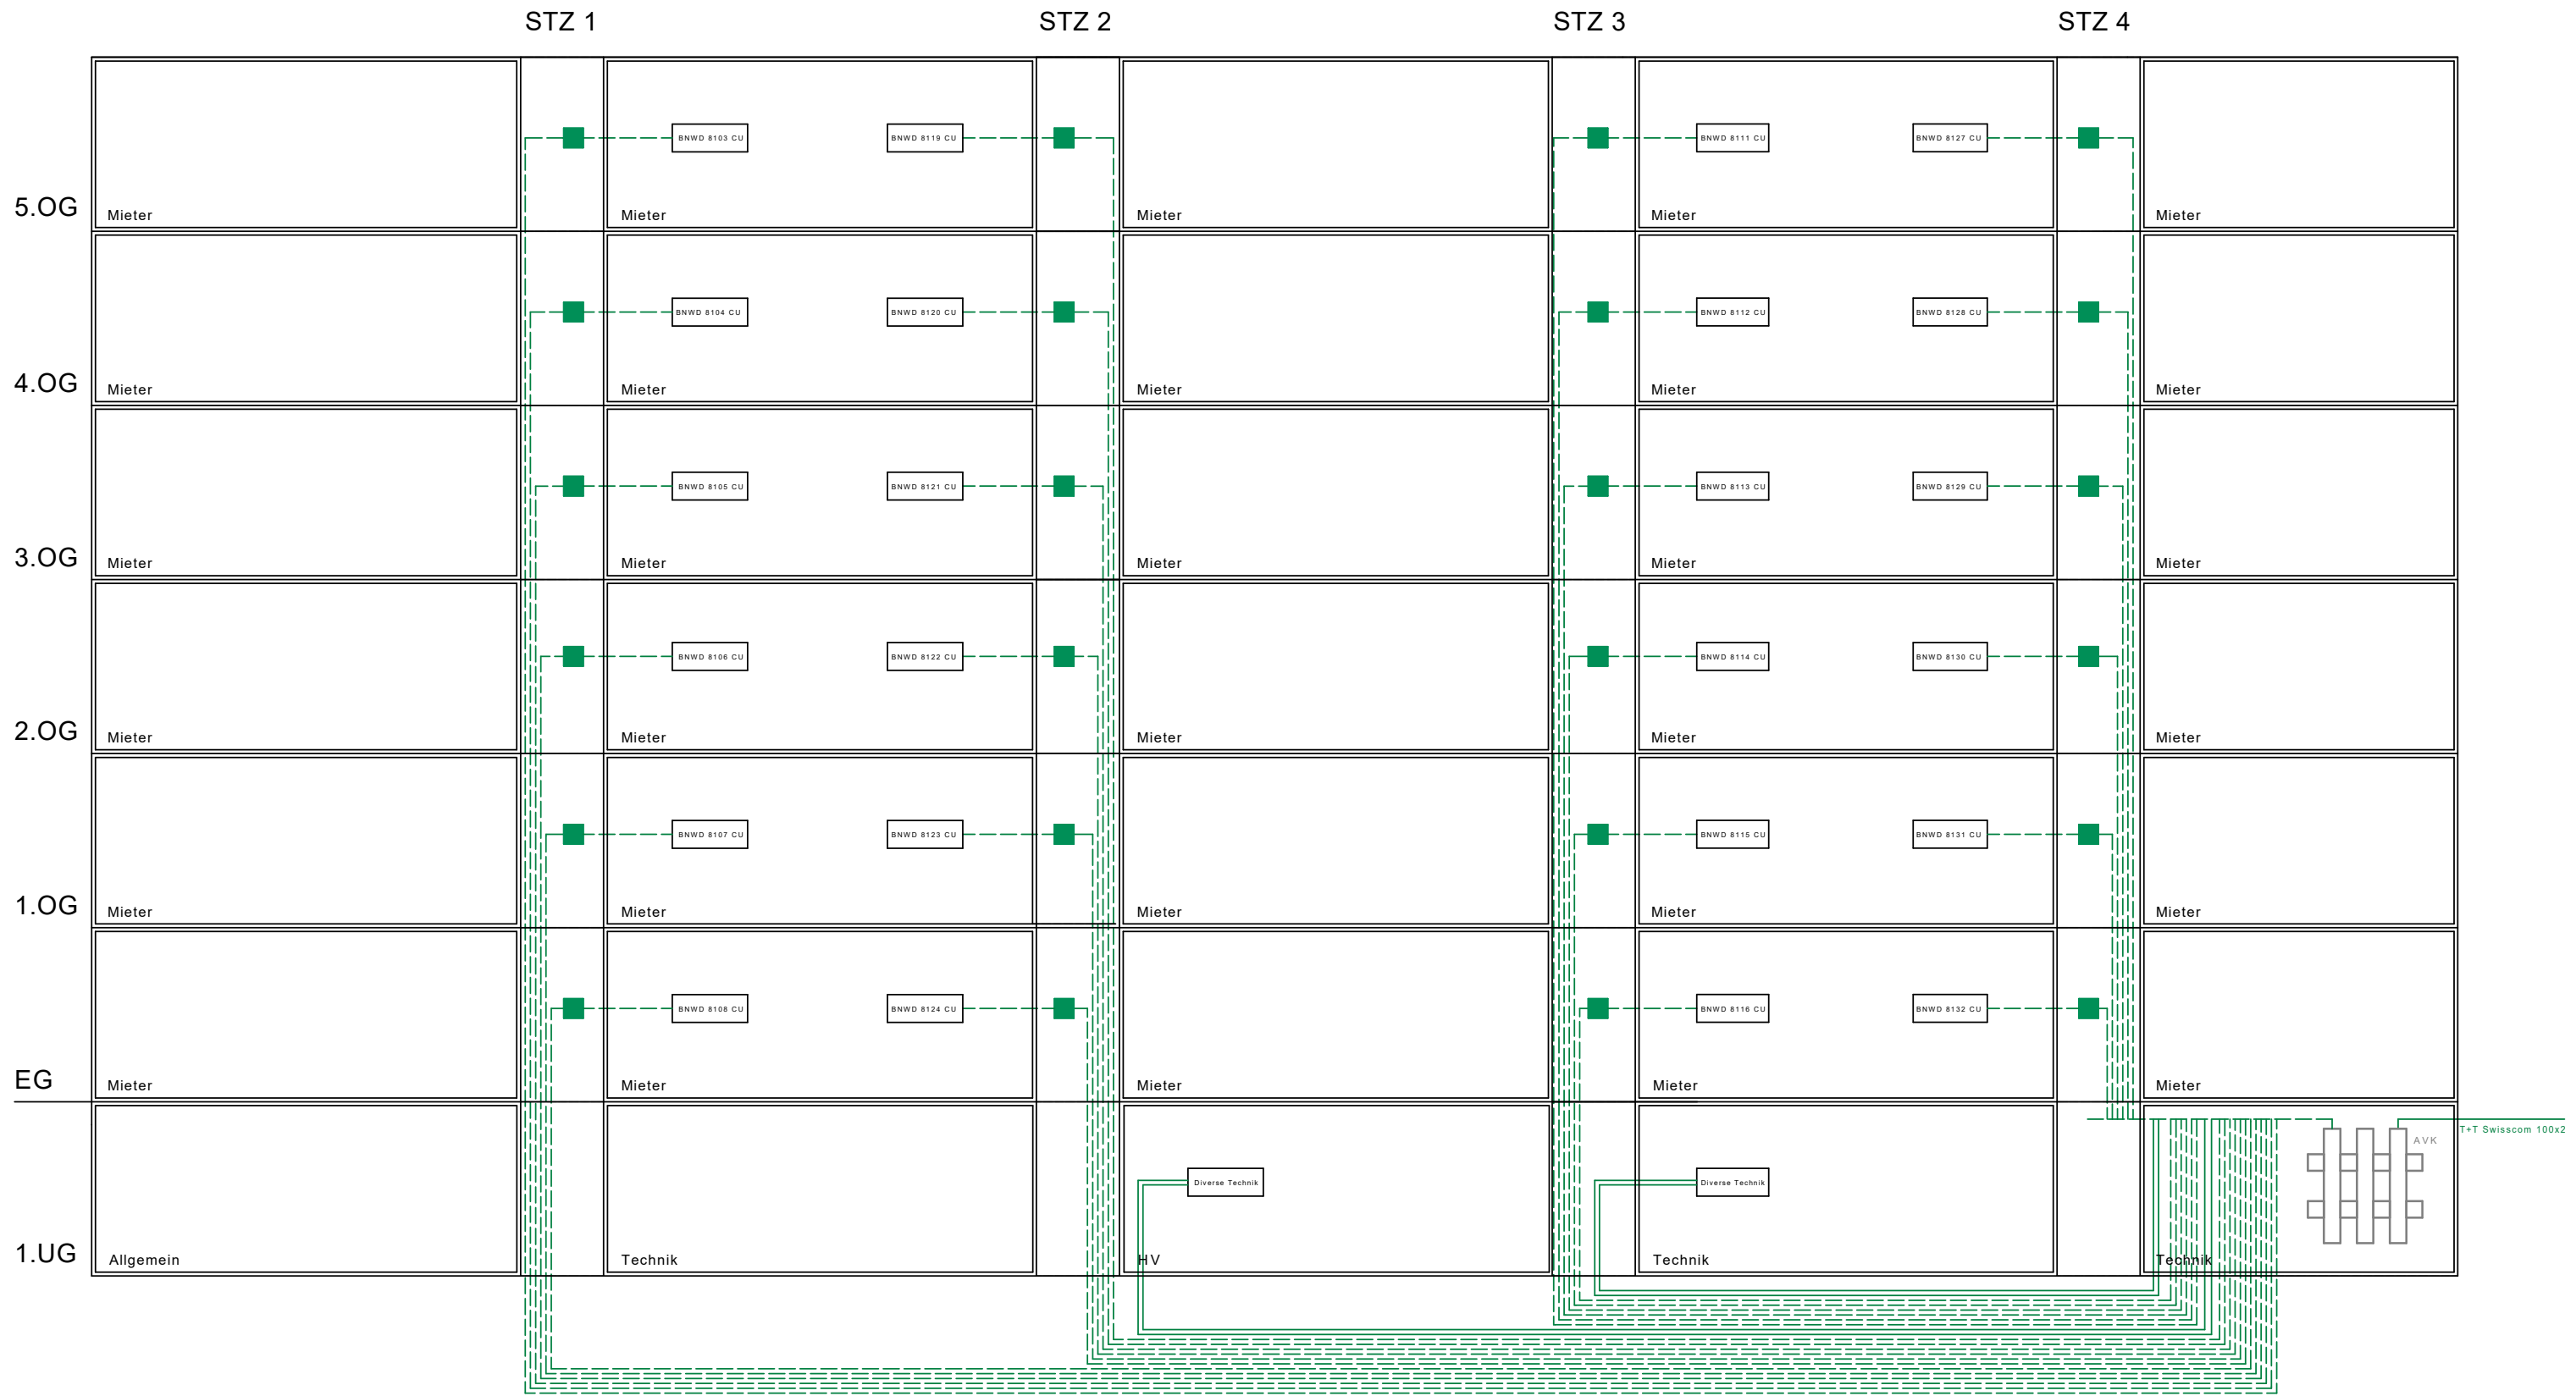 STZ 1 STZ 2 STZ 3 STZ 4
BNWD 8103 CU BNWD 8119 CU BNWD 8111 CU BNWD 8127 CU
5.OG
Mieter Mieter Mieter Mieter Mieter
BNWD 8104 CU BNWD 8120 CU BNWD 8112 CU BNWD 8128 CU
4.OG
Mieter Mieter Mieter Mieter Mieter
BNWD 8105 CU BNWD 8121 CU BNWD 8113 CU BNWD 8129 CU
3.OG
Mieter Mieter Mieter Mieter Mieter
BNWD 8106 CU BNWD 8122 CU BNWD 8114 CU BNWD 8130 CU
2.OG
Mieter Mieter Mieter Mieter Mieter
BNWD 8107 CU BNWD 8123 CU BNWD 8115 CU BNWD 8131 CU
1.OG
Mieter Mieter Mieter Mieter Mieter
BNWD 8108 CU BNWD 8124 CU BNWD 8116 CU BNWD 8132 CU
EG
Mieter Mieter Mieter Mieter Mieter
T+T Swisscom 100x2
AVK
Diverse Technik Diverse Technik
1.UG
Allgemein Technik HV Technik Technik